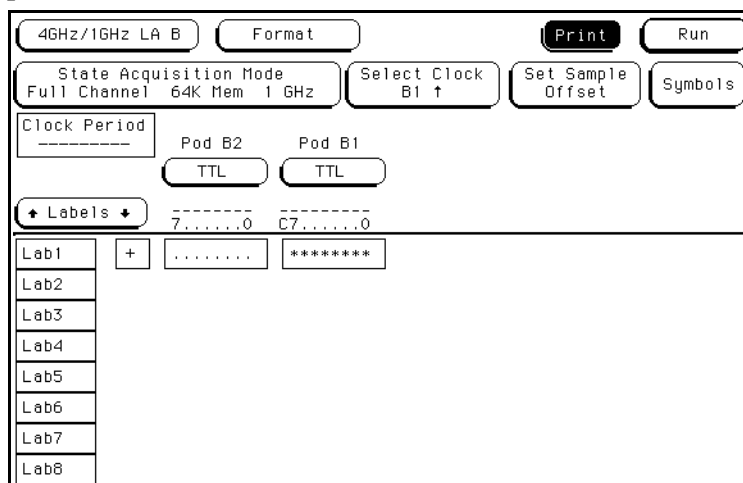 4GHz/1GHz LA B
Format
Print
Run
State Acquisition Mode
Full Channel 64K Mem 1 GHz
Select Clock
B1 ↑
Set Sample
Offset
Symbols
Clock Period
---------
Pod B2
Pod B1
TTL
TTL
↑ Labels ↓
--------
7......0
---------
C7......0
Lab1
+
........
********
Lab2
Lab3
Lab4
Lab5
Lab6
Lab7
Lab8